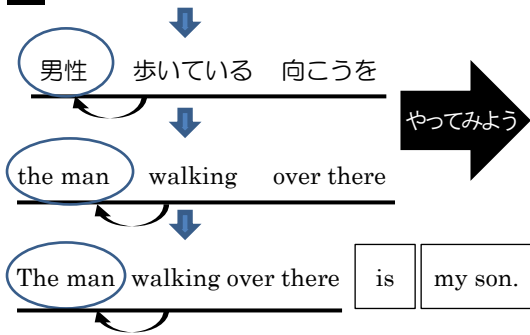 男性 歩いている 向こうを
やってみよう
the man walking over there
The man walking over there is my son.